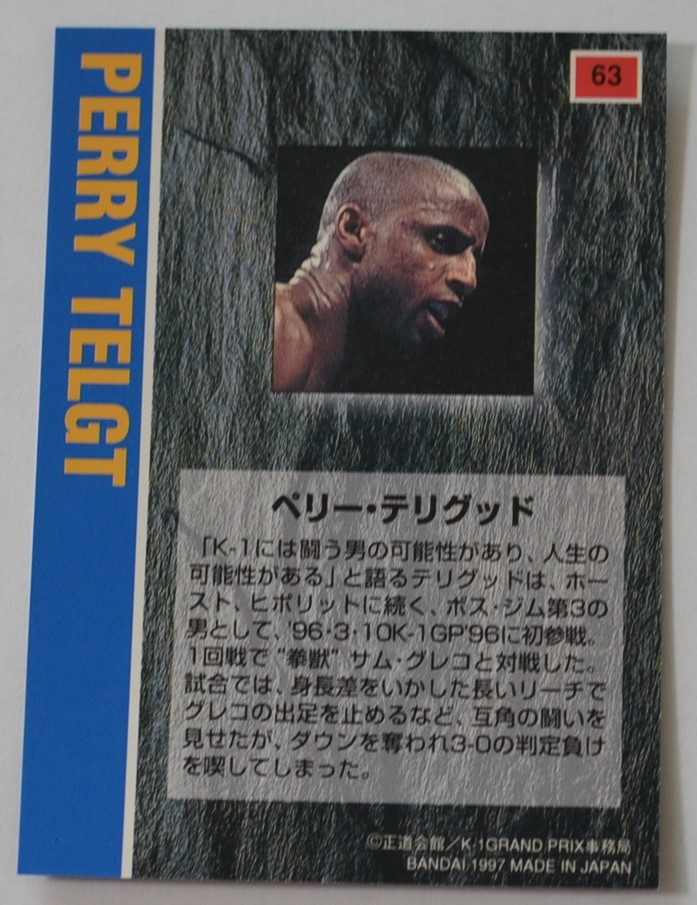 PERRY TELGT
63
ペリー・テリグッド
「K-1には闘う男の可能性があり、人生の
可能性がある」と語るテリグッドは、ホー
スト、ヒポリットに続く、ボス・ジム第3の
男として、'96・3・10K-1GP'96に初参戦。
1回戦で“拳獣”サム・グレコと対戦した。
試合では、身長差をいかした長いリーチで
グレコの出足を止めるなど、互角の闘いを
見せたが、ダウンを奪われ3-0の判定負け
を喫してしまった。
©正道会館／K-1GRAND PRIX事務局
BANDAI 1997 MADE IN JAPAN